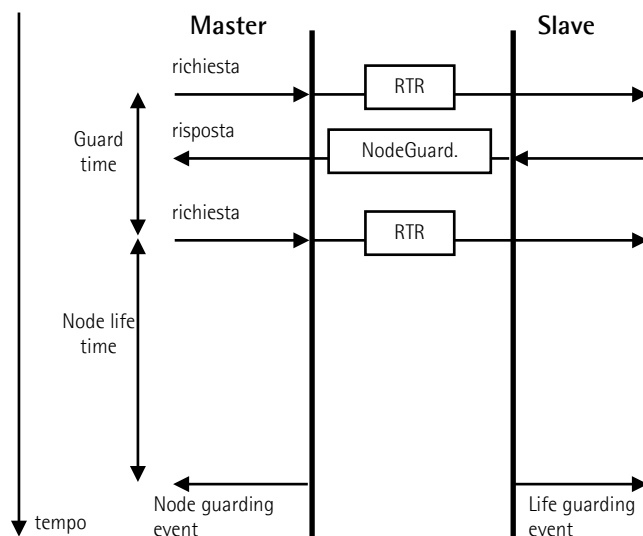 Master
Slave
richiesta
RTR
Guard
time
risposta
NodeGuard.
richiesta
RTR
Node life
time
Node guarding
event
Life guarding
event
tempo